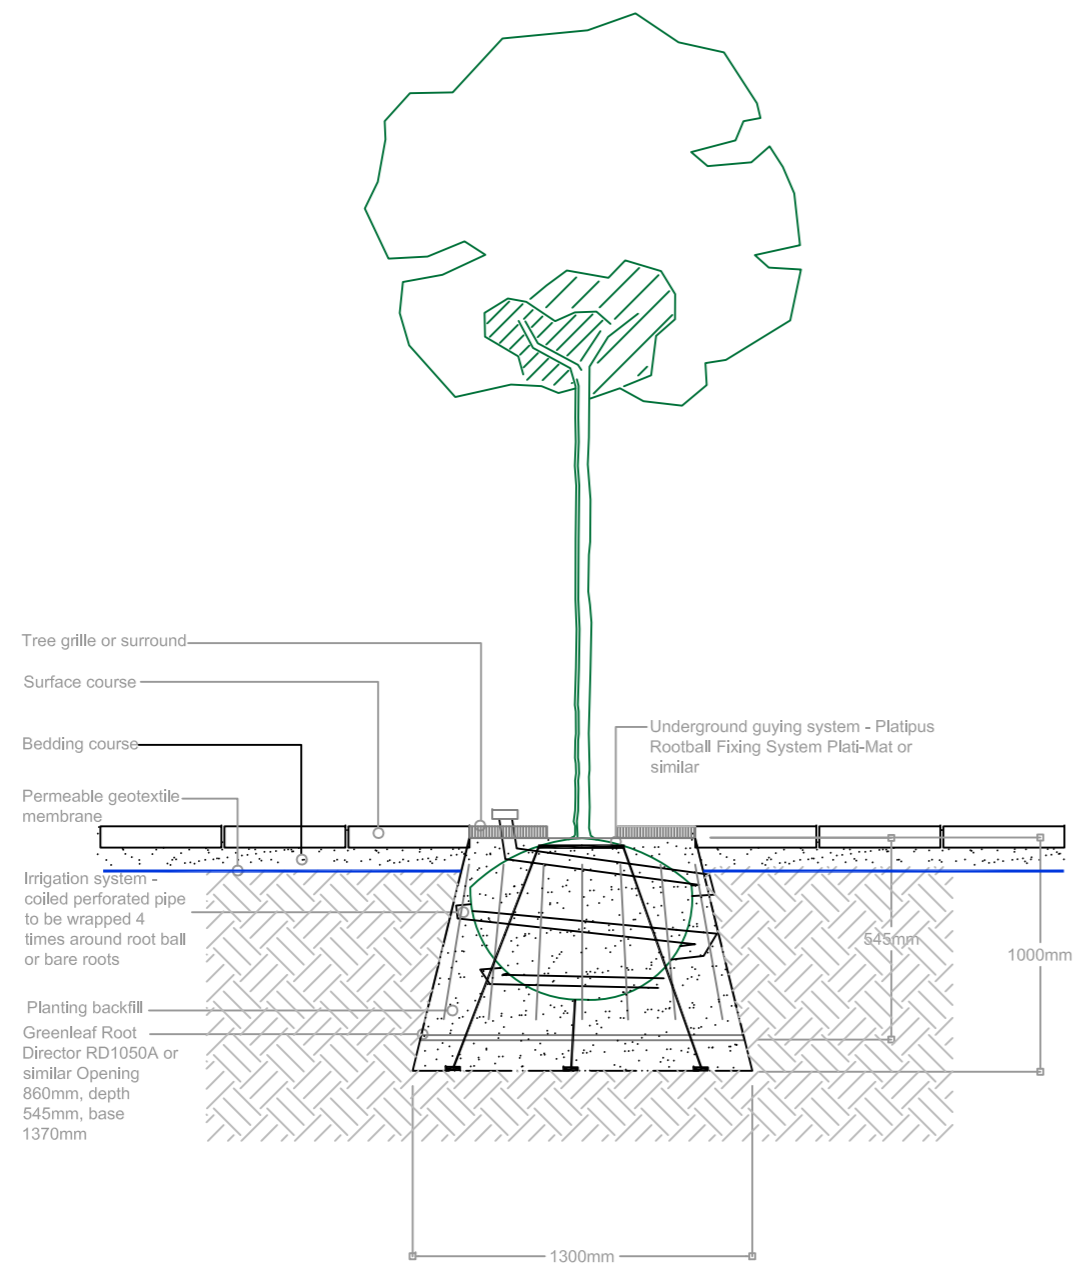 Tree grille or surround
Surface course
Bedding course
Permeable geotextile
membrane
Irrigation system -
coiled perforated pipe
to be wrapped 4
times around root ball
or bare roots
Planting backfill
Greenleaf Root
Director RD1050A or
similar Opening
860mm, depth
545mm, base
1370mm
Underground guying system - Platipus
Rootball Fixing System Plati-Mat or
similar
545mm
1000mm
1300mm